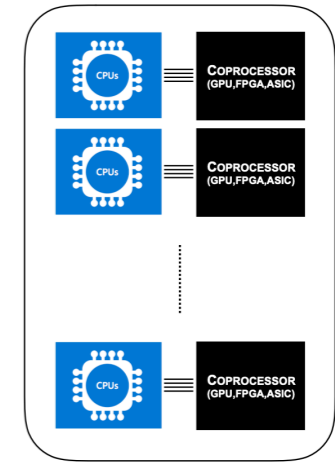 CPUs
COPROCESSOR
(GPU,FPGA,ASIC)
CPUs
COPROCESSOR
(GPU,FPGA,ASIC)
CPUs
COPROCESSOR
(GPU,FPGA,ASIC)